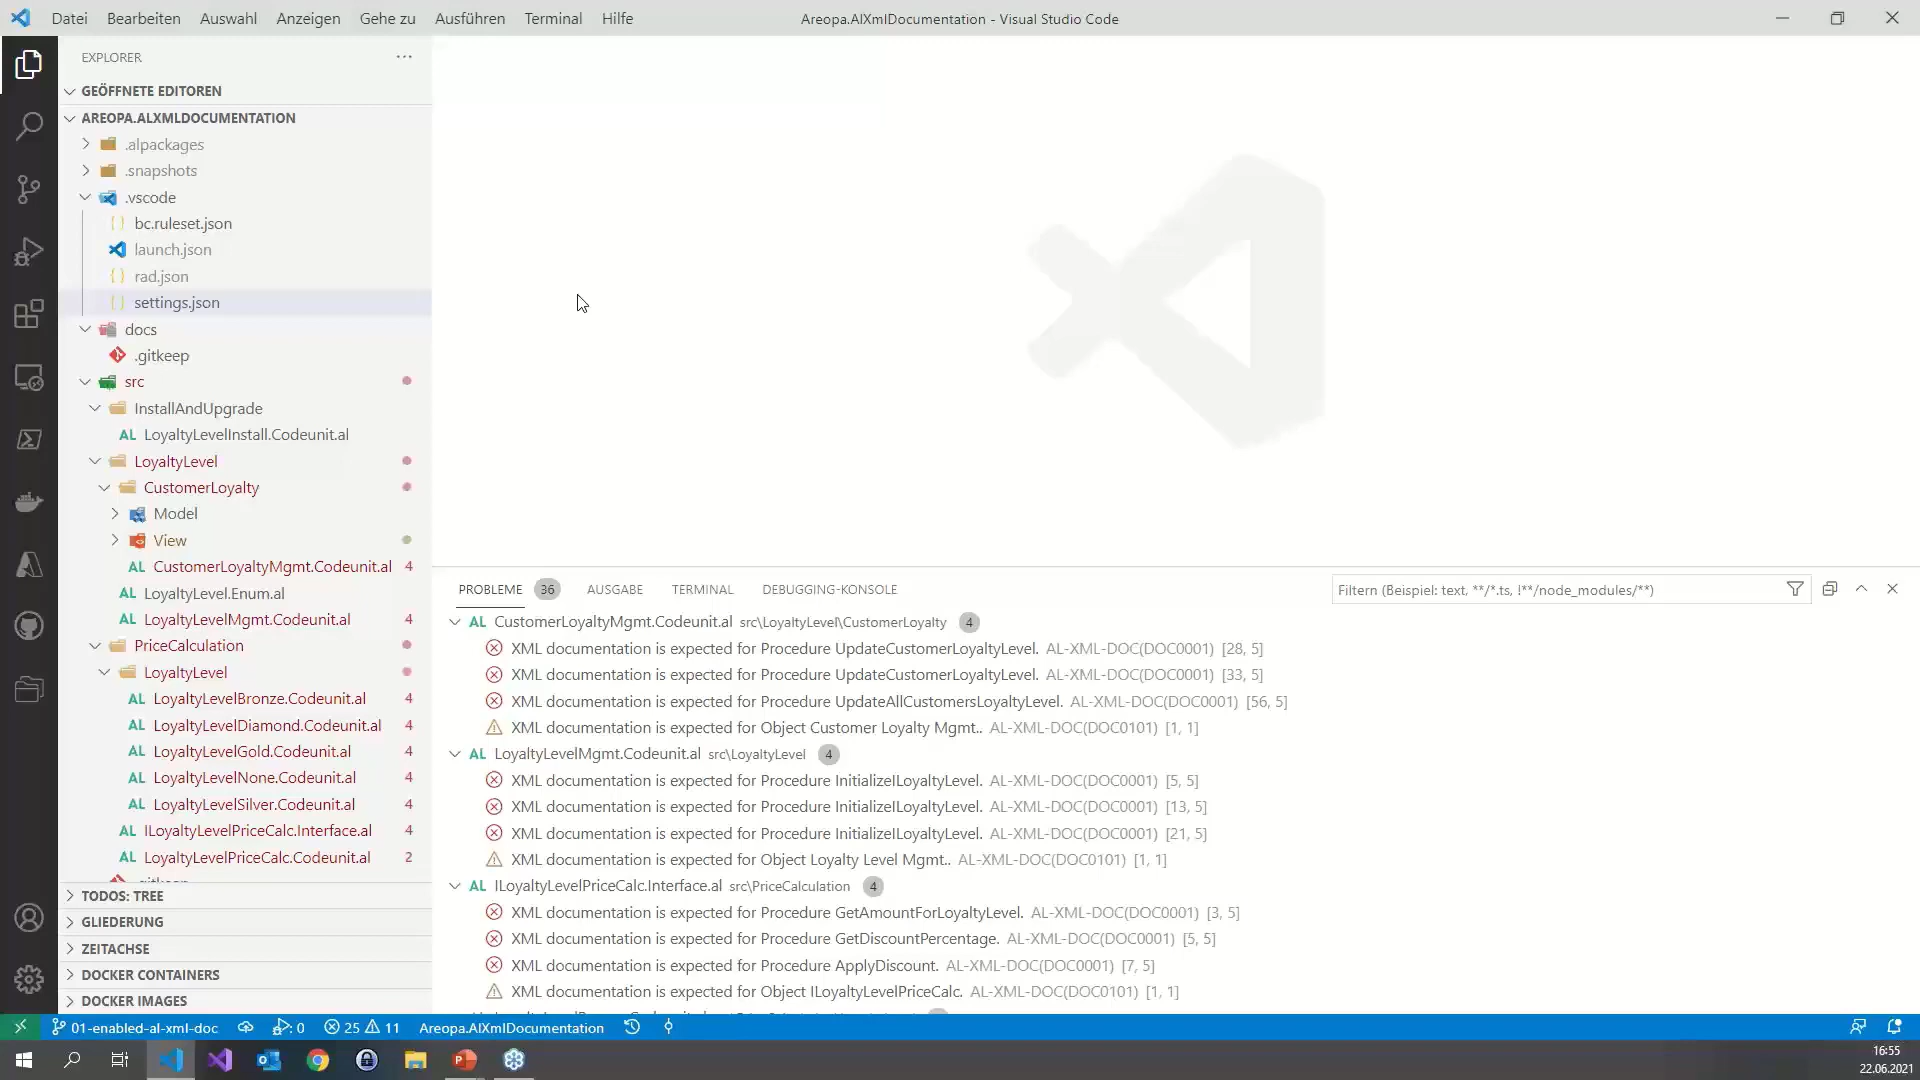 Datei Bearbeiten Auswahl Anzeigen Gehe zu Ausführen Terminal Hilfe
Areopa.AlXmlDocumentation - Visual Studio Code
EXPLORER
GEÖFFNETE EDITOREN
AREOPA.ALXMLDOCUMENTATION
.alpackages
.snapshots
.vscode
bc.ruleset.json
launch.json
rad.json
settings.json
docs
.gitkeep
src
InstallAndUpgrade
AL LoyaltyLevelInstall.Codeunit.al
LoyaltyLevel
CustomerLoyalty
Model
View
AL CustomerLoyaltyMgmt.Codeunit.al 4
AL LoyaltyLevel.Enum.al
AL LoyaltyLevelMgmt.Codeunit.al 4
PriceCalculation
LoyaltyLevel
AL LoyaltyLevelBronze.Codeunit.al 4
AL LoyaltyLevelDiamond.Codeunit.al 4
AL LoyaltyLevelGold.Codeunit.al 4
AL LoyaltyLevelNone.Codeunit.al 4
AL LoyaltyLevelSilver.Codeunit.al 4
AL ILoyaltyLevelPriceCalc.Interface.al 4
AL LoyaltyLevelPriceCalc.Codeunit.al 2
TODOS: TREE
GLIEDERUNG
ZEITACHSE
DOCKER CONTAINERS
DOCKER IMAGES
PROBLEME 36 AUSGABE TERMINAL DEBUGGING-KONSOLE
Filtern (Beispiel: text, **/*.ts, !**/node_modules/**)
AL CustomerLoyaltyMgmt.Codeunit.al src\LoyaltyLevel\CustomerLoyalty 4
XML documentation is expected for Procedure UpdateCustomerLoyaltyLevel. AL-XML-DOC(DOC0001) [28, 5]
XML documentation is expected for Procedure UpdateCustomerLoyaltyLevel. AL-XML-DOC(DOC0001) [33, 5]
XML documentation is expected for Procedure UpdateAllCustomersLoyaltyLevel. AL-XML-DOC(DOC0001) [56, 5]
XML documentation is expected for Object Customer Loyalty Mgmt.. AL-XML-DOC(DOC0101) [1, 1]
AL LoyaltyLevelMgmt.Codeunit.al src\LoyaltyLevel 4
XML documentation is expected for Procedure InitializeILoyaltyLevel. AL-XML-DOC(DOC0001) [5, 5]
XML documentation is expected for Procedure InitializeILoyaltyLevel. AL-XML-DOC(DOC0001) [13, 5]
XML documentation is expected for Procedure InitializeILoyaltyLevel. AL-XML-DOC(DOC0001) [21, 5]
XML documentation is expected for Object Loyalty Level Mgmt.. AL-XML-DOC(DOC0101) [1, 1]
AL ILoyaltyLevelPriceCalc.Interface.al src\PriceCalculation 4
XML documentation is expected for Procedure GetAmountForLoyaltyLevel. AL-XML-DOC(DOC0001) [3, 5]
XML documentation is expected for Procedure GetDiscountPercentage. AL-XML-DOC(DOC0001) [5, 5]
XML documentation is expected for Procedure ApplyDiscount. AL-XML-DOC(DOC0001) [7, 5]
XML documentation is expected for Object ILoyaltyLevelPriceCalc. AL-XML-DOC(DOC0101) [1, 1]
01-enabled-al-xml-doc : 0 25 11 Areopa.AlXmlDocumentation
16:55
22.06.2021